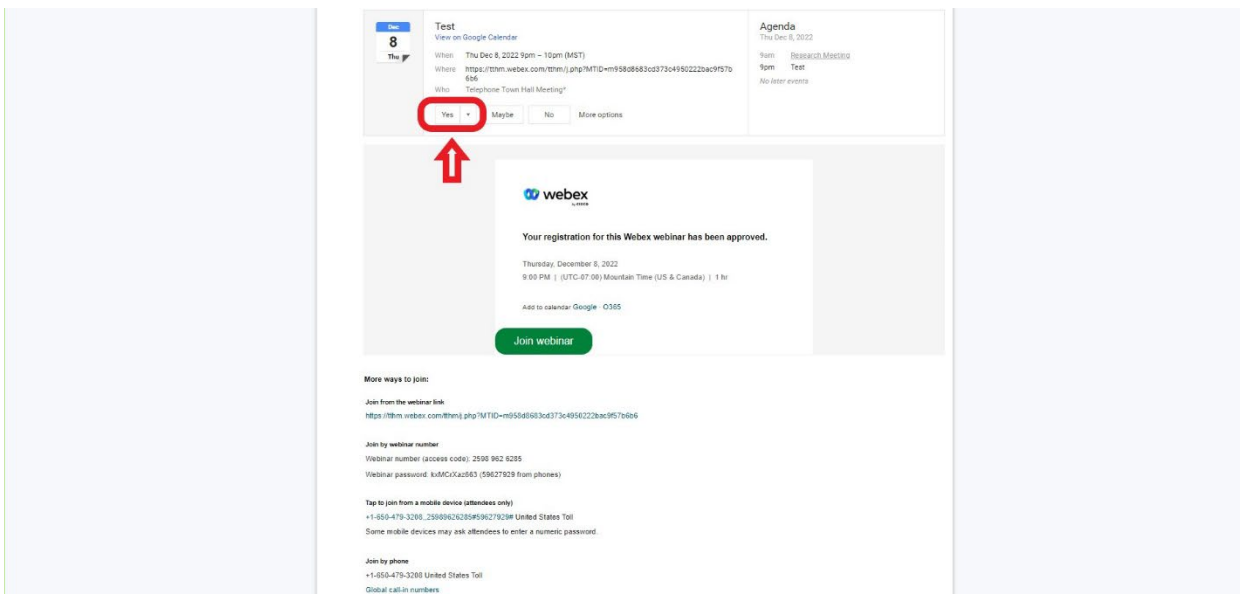 Dec
8
Thu
Test
View on Google Calendar
When Thu Dec 8, 2022 9pm – 10pm (MST)
Where https://tthm.webex.com/tthm/j.php?MTID=m958d8683cd373c4950222bac9f57b
6b6
Who Telephone Town Hall Meeting*
Yes Maybe No More options
Agenda
Thu Dec 8, 2022
9am Research Meeting
9pm Test
No later events
webex
by CISCO
Your registration for this Webex webinar has been approved.
Thursday, December 8, 2022
9:00 PM | (UTC-07:00) Mountain Time (US & Canada) | 1 hr
Add to calendar Google · O365
Join webinar
More ways to join:
Join from the webinar link
https://tthm.webex.com/tthm/j.php?MTID=m958d8683cd373c4950222bac9f57b6b6
Join by webinar number
Webinar number (access code): 2598 962 6285
Webinar password: kxMCrXaz663 (59627929 from phones)
Tap to join from a mobile device (attendees only)
+1-650-479-3208,,25989626285#59627929# United States Toll
Some mobile devices may ask attendees to enter a numeric password.
Join by phone
+1-650-479-3208 United States Toll
Global call-in numbers